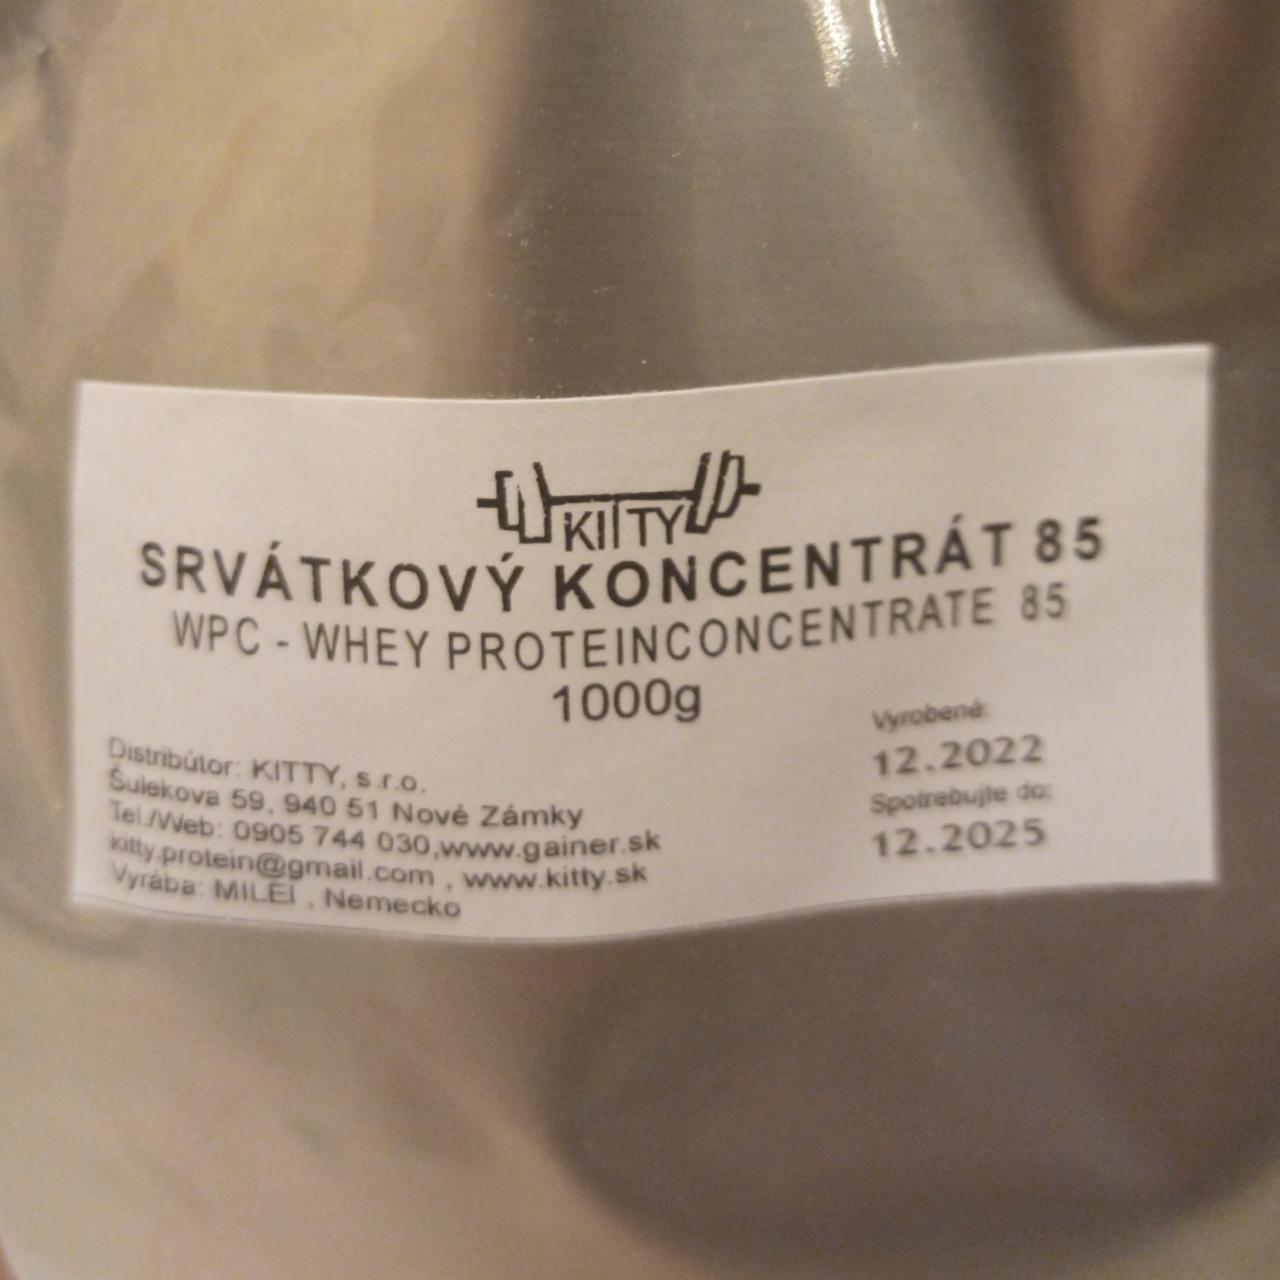 KITTY
SRVÁTKOVÝ KONCENTRÁT 85
WPC - WHEY PROTEINCONCENTRATE 85
1000g
Distribútor: KITTY, s.r.o.
Šulekova 59, 940 51 Nové Zámky
Tel./Web: 0905 744 030,www.gainer.sk
kitty.protein@gmail.com , www.kitty.sk
Vyrába: MILEI , Nemecko
Vyrobené:
12.2022
Spotrebujte do:
12.2025